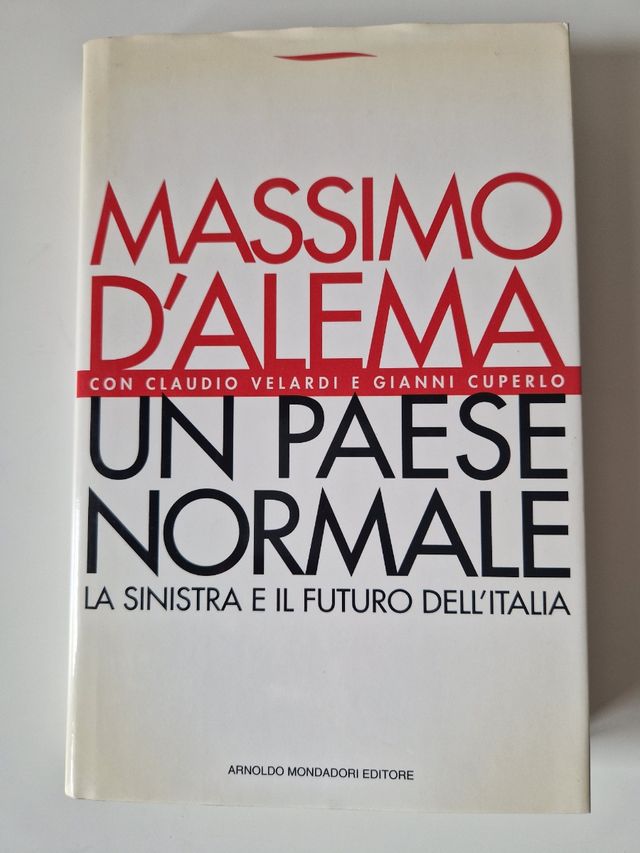 MASSIMO
D'ALEMA
CON CLAUDIO VELARDI E GIANNI CUPERLO
UN PAESE
NORMALE
LA SINISTRA E IL FUTURO DELL'ITALIA
ARNOLDO MONDADORI EDITORE